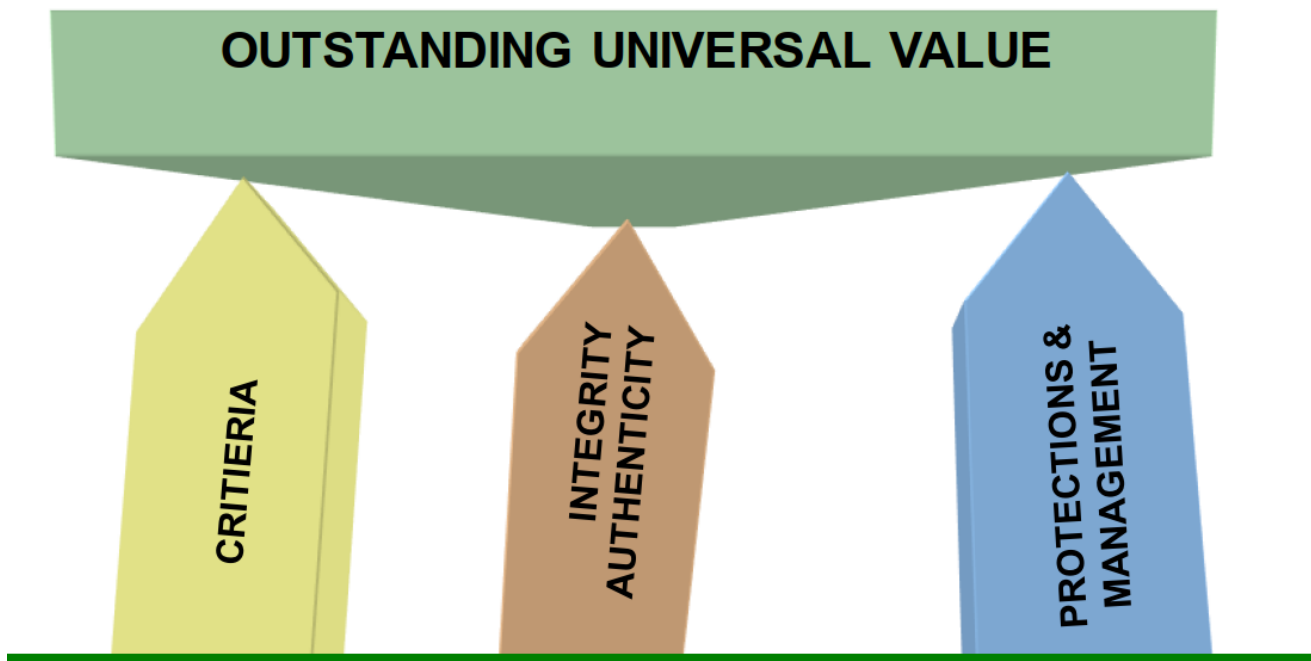 OUTSTANDING UNIVERSAL VALUE
CRITIERIA
INTEGRITY
AUTHENTICITY
PROTECTIONS &
MANAGEMENT